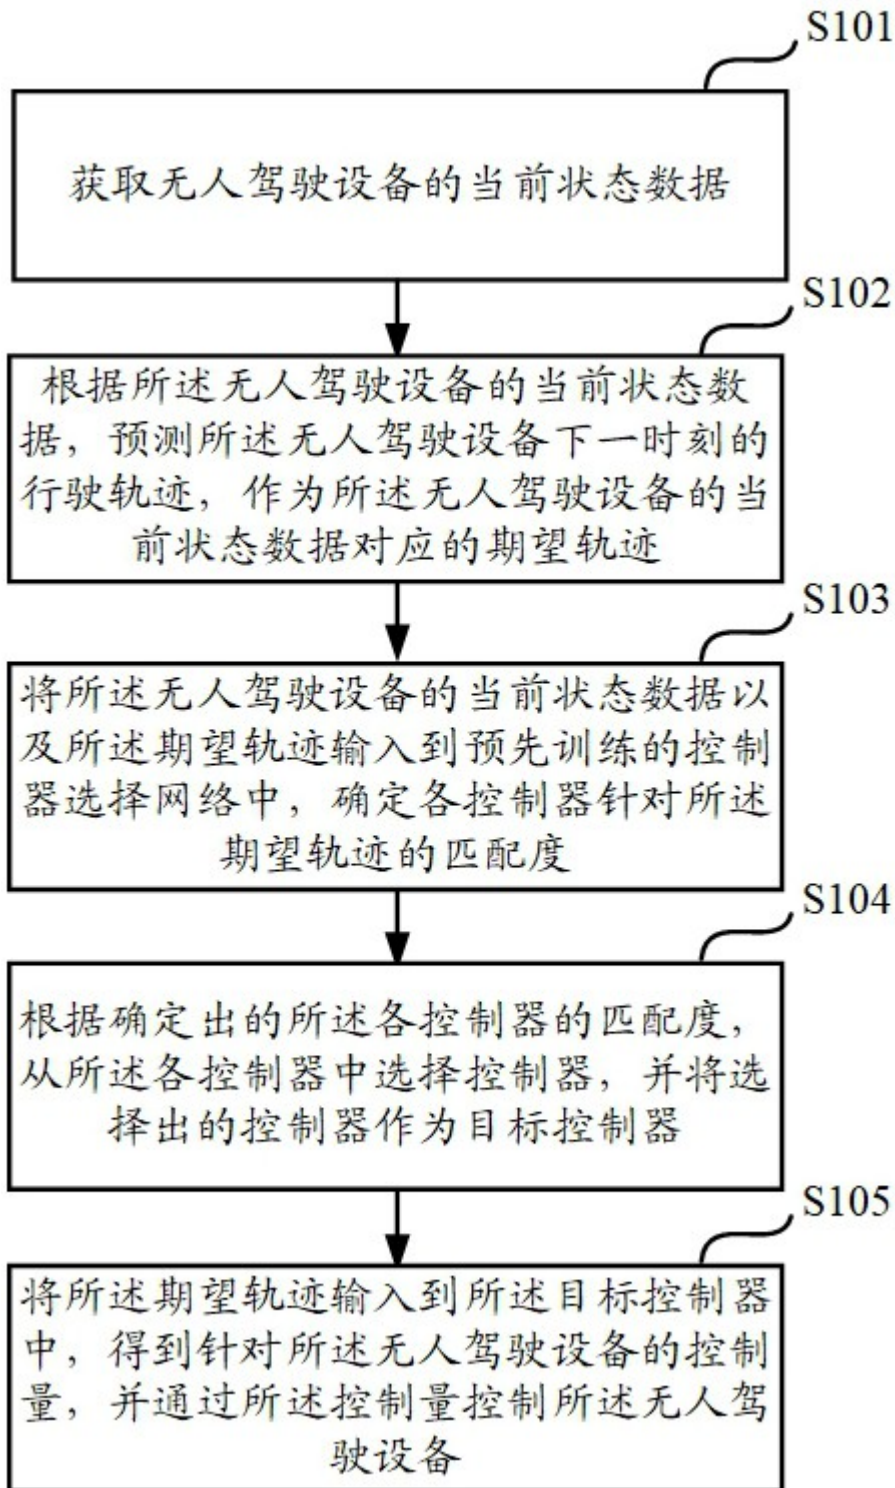 S101
获取无人驾驶设备的当前状态数据
S102
根据所述无人驾驶设备的当前状态数
据，预测所述无人驾驶设备下一时刻的
行驶轨迹，作为所述无人驾驶设备的当
前状态数据对应的期望轨迹
S103
将所述无人驾驶设备的当前状态数据以
及所述期望轨迹输入到预先训练的控制
器选择网络中，确定各控制器针对所述
期望轨迹的匹配度
S104
根据确定出的所述各控制器的匹配度，
从所述各控制器中选择控制器，并将选
择出的控制器作为目标控制器
S105
将所述期望轨迹输入到所述目标控制器
中，得到针对所述无人驾驶设备的控制
量，并通过所述控制量控制所述无人驾
驶设备